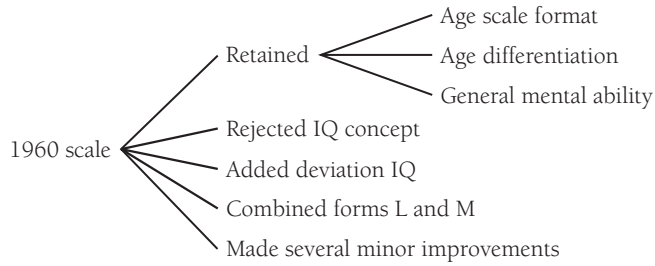 Age scale format
Retained
Age differentiation
General mental ability
Rejected IQ concept
1960 scale
Added deviation IQ
Combined forms L and M
Made several minor improvements